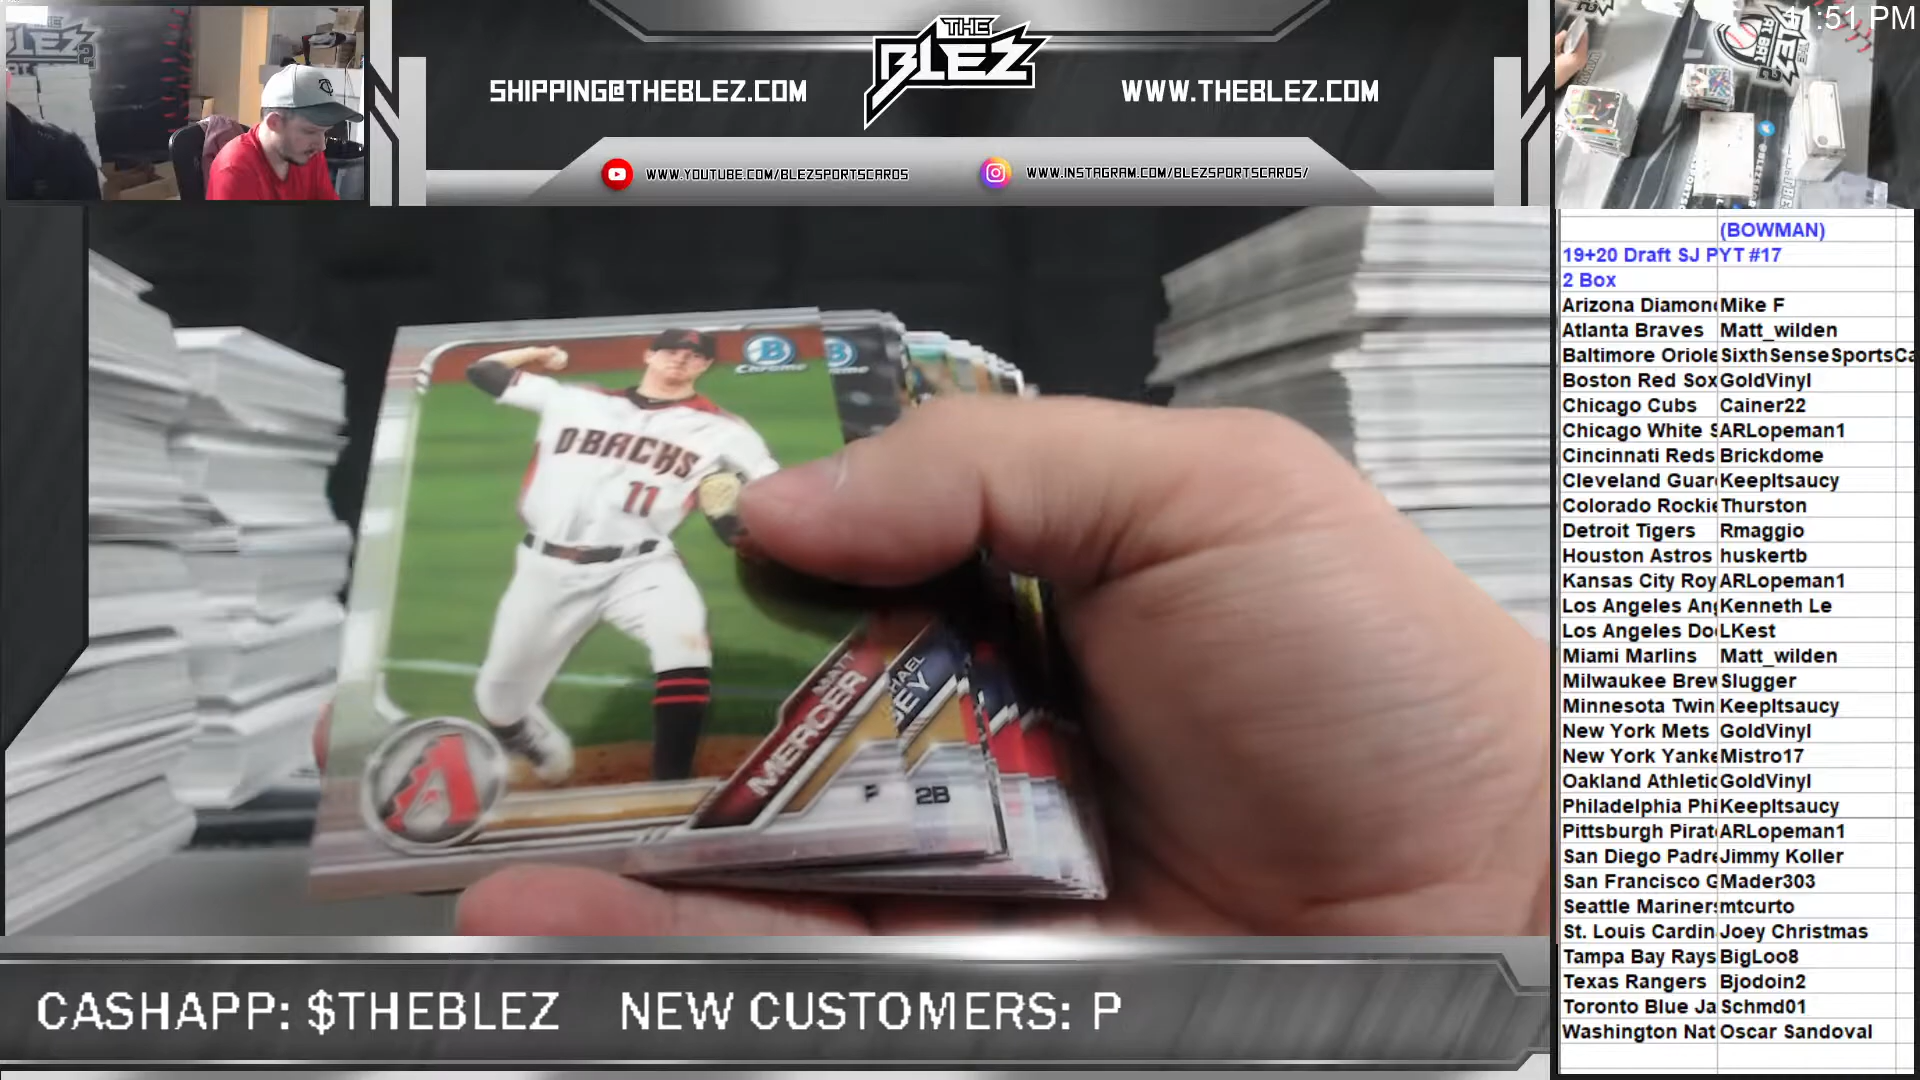 THE
BLEZ
SHIPPING@THEBLEZ.COM
WWW.THEBLEZ.COM
WWW.YOUTUBE.COM/BLEZSPORTSCARDS
WWW.INSTAGRAM.COM/BLEZSPORTSCARDS/
11:51 PM
(BOWMAN)
19+20 Draft SJ PYT #17
2 Box
Arizona Diamon Mike F
Atlanta Braves Matt_wilden
Baltimore Oriole SixthSenseSportsCa
Boston Red Sox GoldVinyl
Chicago Cubs Cainer22
Chicago White S ARLopeman1
Cincinnati Reds Brickdome
Cleveland Guar KeepItsaucy
Colorado Rockie Thurston
Detroit Tigers Rmaggio
Houston Astros huskertb
Kansas City Roy ARLopeman1
Los Angeles Ang Kenneth Le
Los Angeles Do LKest
Miami Marlins Matt_wilden
Milwaukee Brew Slugger
Minnesota Twin KeepItsaucy
New York Mets GoldVinyl
New York Yanke Mistro17
Oakland Athletic GoldVinyl
Philadelphia Phi KeepItsaucy
Pittsburgh Pirat ARLopeman1
San Diego Padre Jimmy Koller
San Francisco G Mader303
Seattle Mariners mtcurto
St. Louis Cardin Joey Christmas
Tampa Bay Rays BigLoo8
Texas Rangers Bjodoin2
Toronto Blue Ja Schmd01
Washington Nat Oscar Sandoval
B
Chrome
D-BACKS
11
MATT
MERCER
P
2B
CASHAPP: $THEBLEZ NEW CUSTOMERS: P